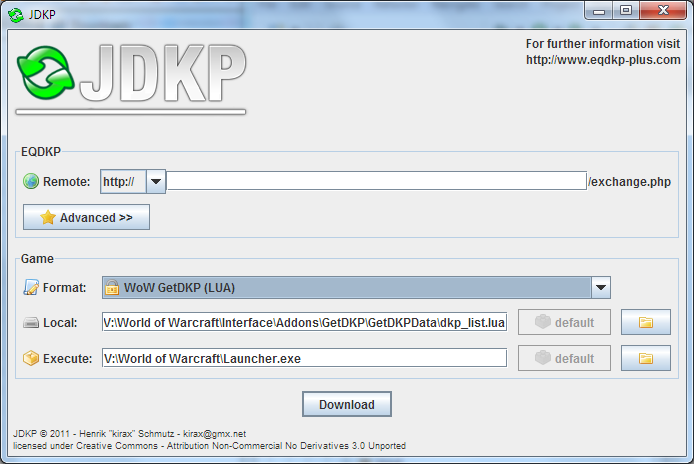 JDKP
JDKP
For further information visit
http://www.eqdkp-plus.com
EQDKP
Remote: http:// /exchange.php
Advanced >>
Game
Format: WoW GetDKP (LUA)
Local: V:\World of Warcraft\Interface\Addons\GetDKP\GetDKPData\dkp_list.lua default
Execute: V:\World of Warcraft\Launcher.exe default
Download
JDKP © 2011 - Henrik "kirax" Schmutz - kirax@gmx.net
licensed under Creative Commons - Attribution Non-Commercial No Derivatives 3.0 Unported